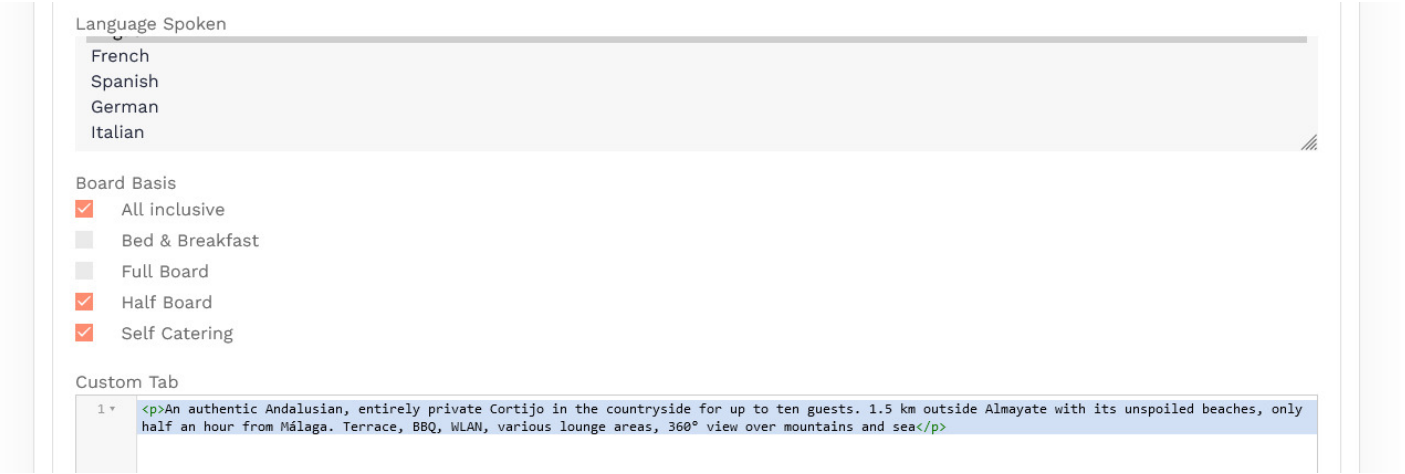 Language Spoken
French
Spanish
German
Italian
Board Basis
All inclusive
Bed & Breakfast
Full Board
Half Board
Self Catering
Custom Tab
1
<p>An authentic Andalusian, entirely private Cortijo in the countryside for up to ten guests. 1.5 km outside Almayate with its unspoiled beaches, only
half an hour from Málaga. Terrace, BBQ, WLAN, various lounge areas, 360° view over mountains and sea</p>